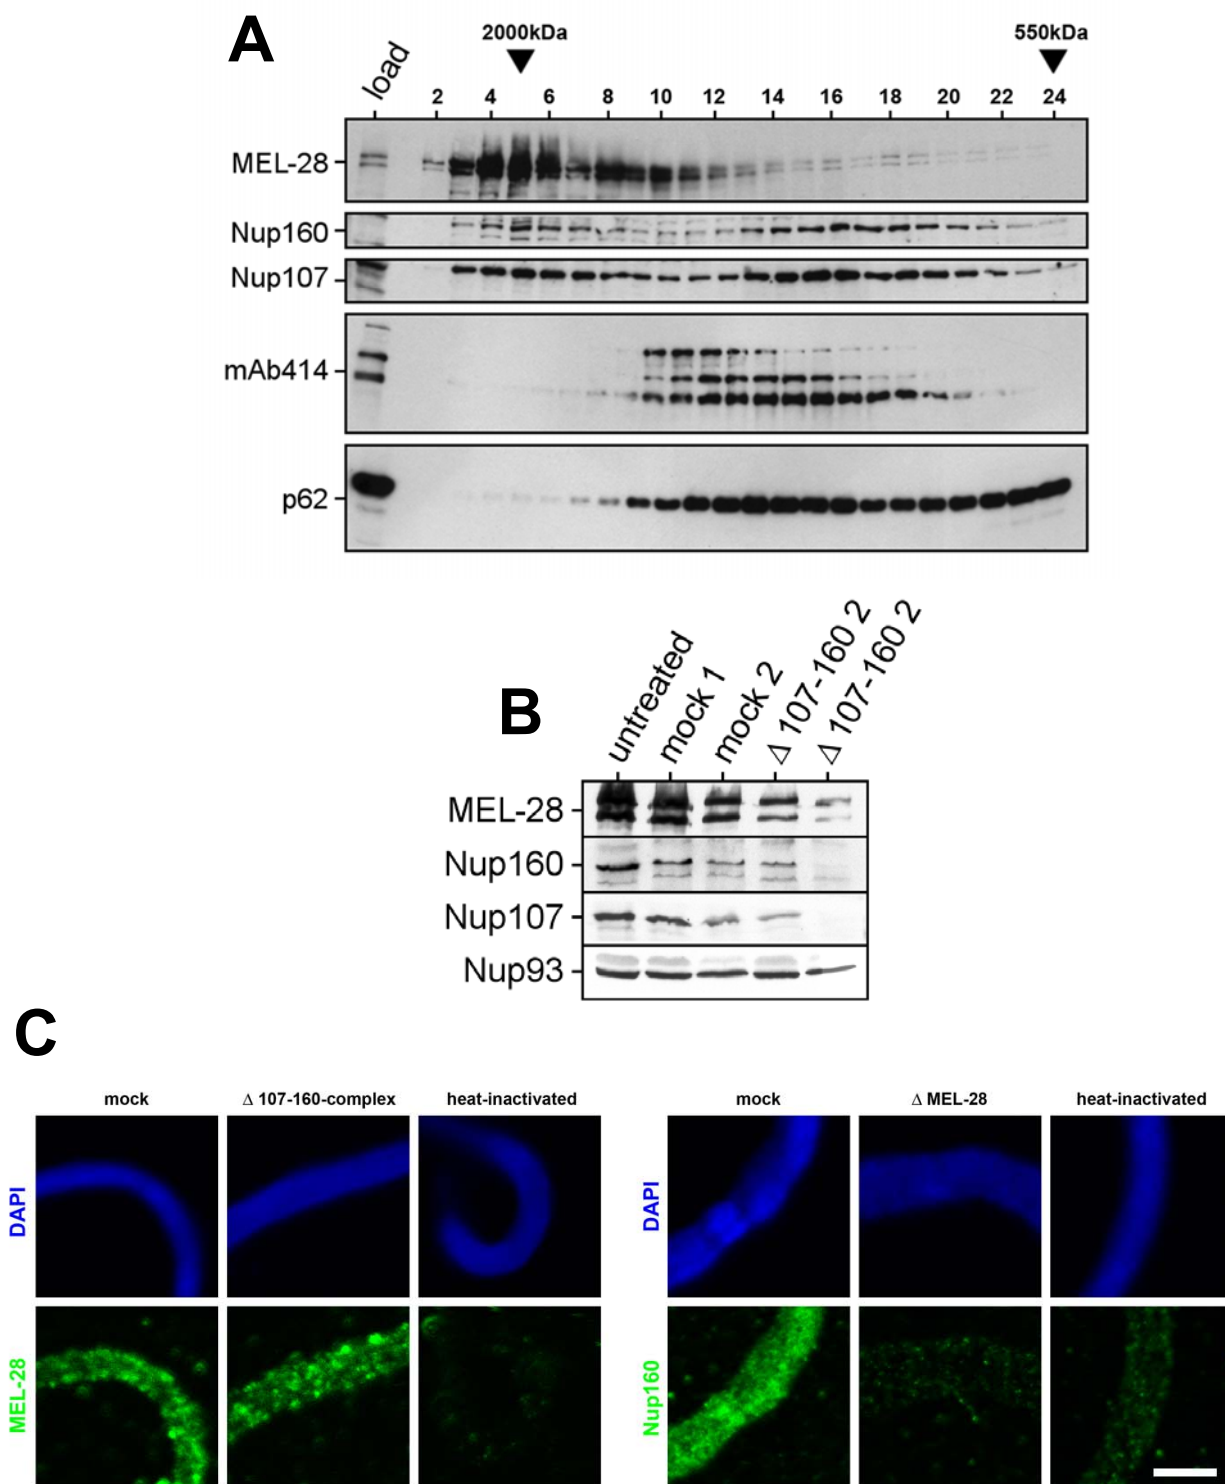 A
2000kDa
550kDa
load
2 4 6 8 10 12 14 16 18 20 22 24
MEL-28
Nup160
Nup107
mAb414
p62
B
untreated
mock 1
mock 2
Δ 107-160 2
Δ 107-160 2
MEL-28
Nup160
Nup107
Nup93
C
mock
Δ 107-160-complex
heat-inactivated
mock
Δ MEL-28
heat-inactivated
DAPI
DAPI
MEL-28
Nup160